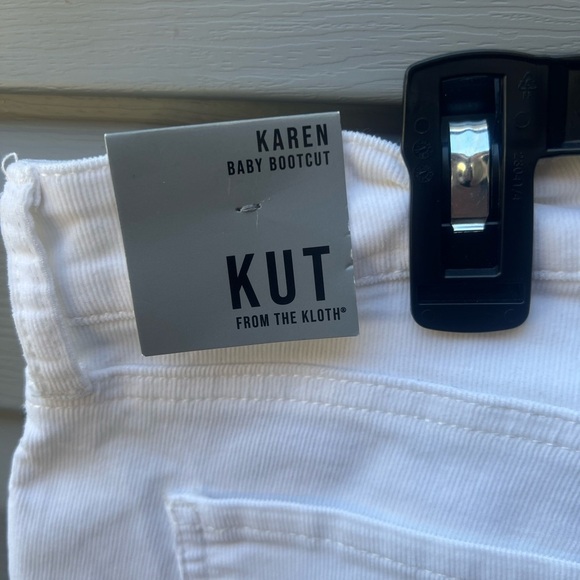 KAREN
BABY BOOTCUT
KUT
FROM THE KLOTH®